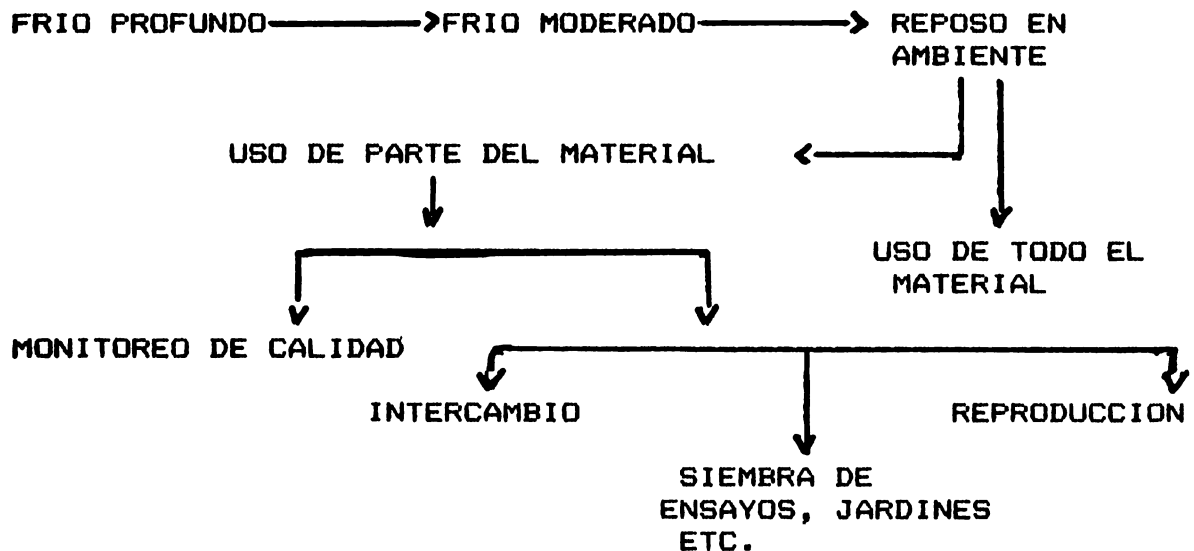 FRIO PROFUNDO FRIO MODERADO REPOSO EN
AMBIENTE
USO DE PARTE DEL MATERIAL
USO DE TODO EL
MATERIAL
MONITOREO DE CALIDAD
INTERCAMBIO REPRODUCCION
SIEMBRA DE
ENSAYOS, JARDINES
ETC.